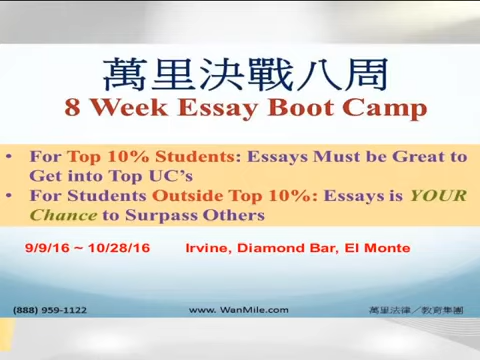 萬里決戰八周
8 Week Essay Boot Camp
• For Top 10% Students: Essays Must be Great to
Get into Top UC’s
• For Students Outside Top 10%: Essays is YOUR
Chance to Surpass Others
9/9/16 ~ 10/28/16 Irvine, Diamond Bar, El Monte
(888) 959-1122 www. WanMile.com 萬里法律／教育集團